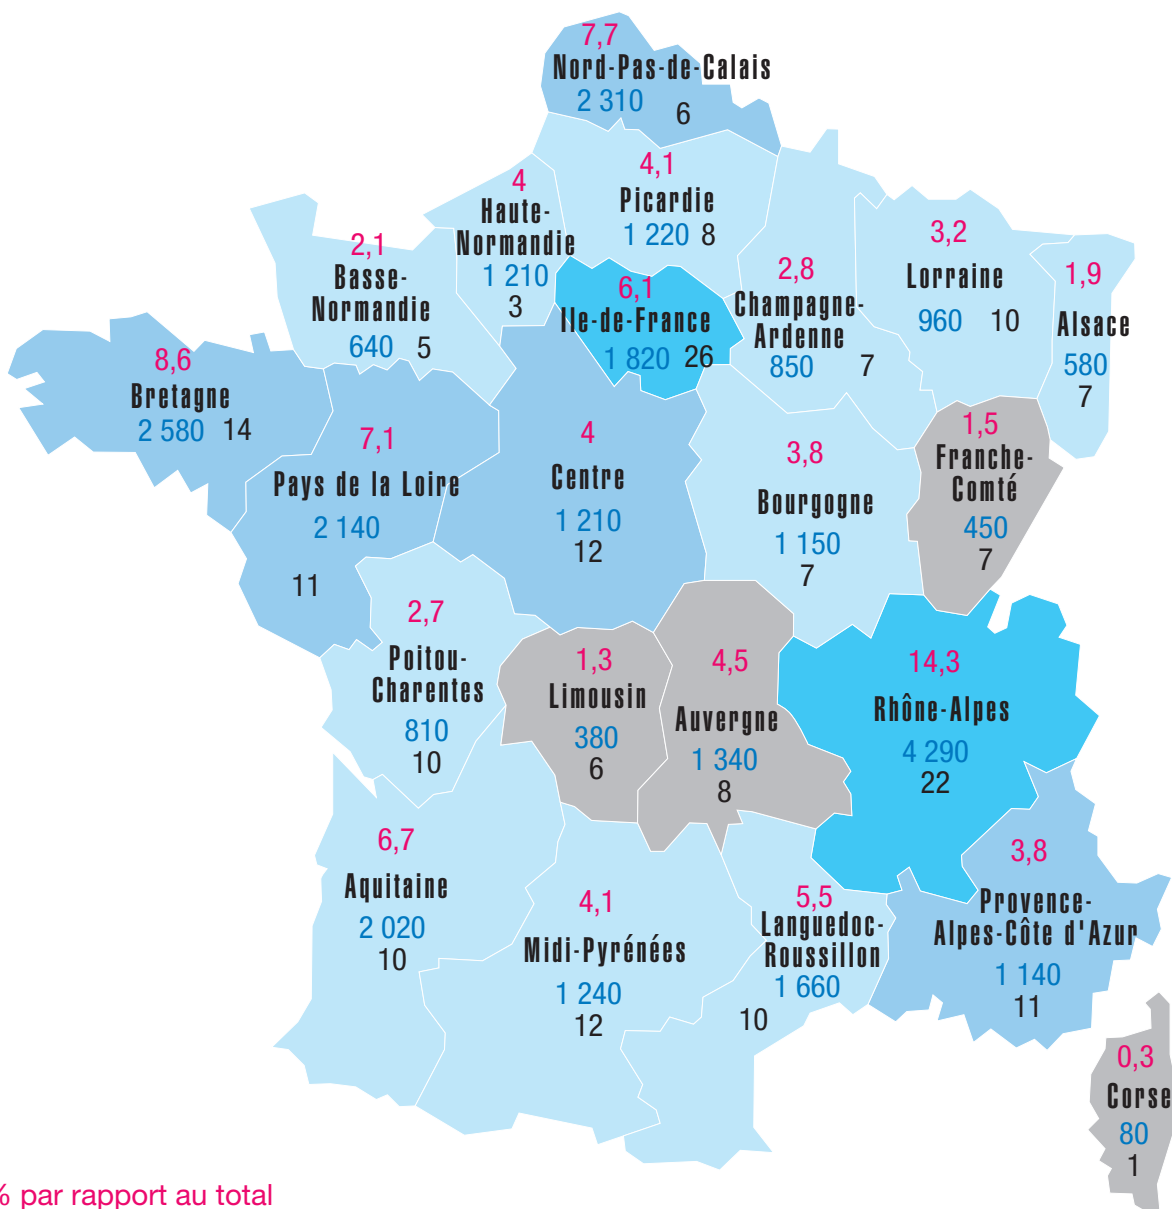 7,7
Nord-Pas-de-Calais
2 310
6
4,1
Picardie
1 220 8
4
Haute-
Normandie
1 210
3
2,1
Basse-
Normandie
640 5
6,1
Ile-de-France
1 820 26
2,8
Champagne-
Ardenne
850 7
3,2
Lorraine
960 10
1,9
Alsace
580
7
8,6
Bretagne
2 580 14
7,1
Pays de la Loire
2 140
11
4
Centre
1 210
12
3,8
Bourgogne
1 150
7
1,5
Franche-
Comté
450
7
2,7
Poitou-
Charentes
810
10
1,3
Limousin
380
6
4,5
Auvergne
1 340
8
14,3
Rhône-Alpes
4 290
22
6,7
Aquitaine
2 020
10
4,1
Midi-Pyrénées
1 240
12
5,5
Languedoc-
Roussillon
1 660
10
3,8
Provence-
Alpes-Côte d'Azur
1 140
11
0,3
Corse
80
1
% par rapport au total